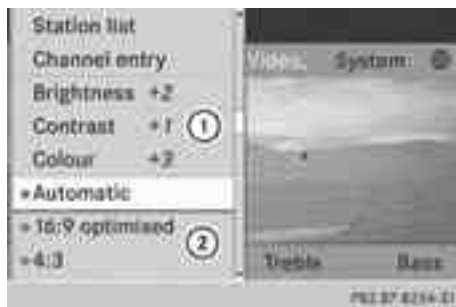 Station list
Channel entry
Brightness +2
Contrast +1 ①
Colour +3
Automatic
16:9 optimised
②
4:3
Video System
Treble Bass